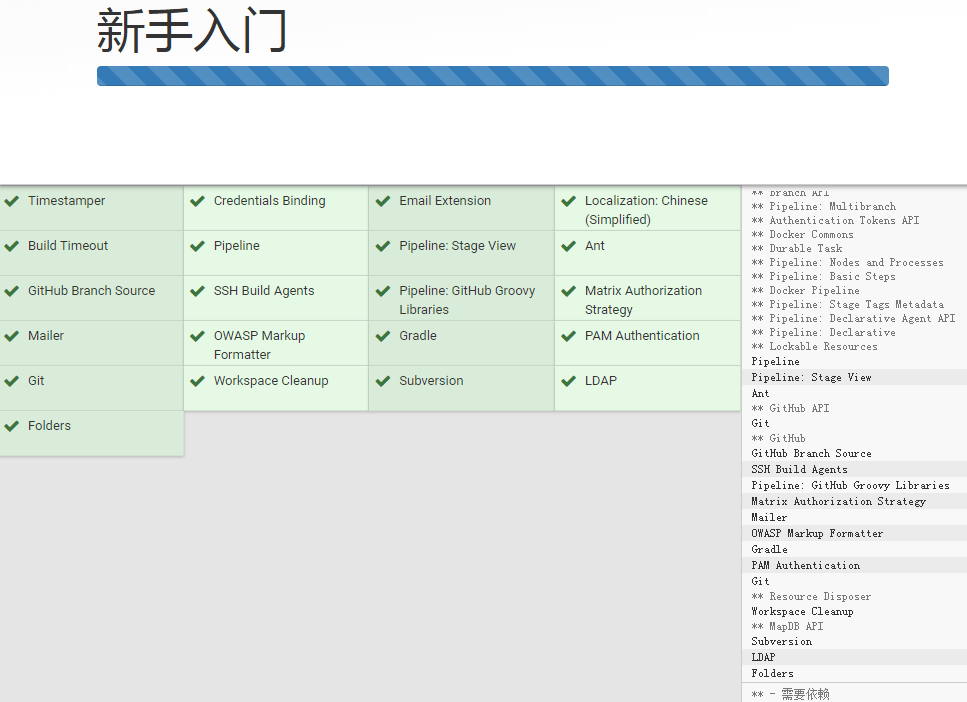 新手入门
Timestamper
Credentials Binding
Email Extension
Localization: Chinese
(Simplified)
Build Timeout
Pipeline
Pipeline: Stage View
Ant
GitHub Branch Source
SSH Build Agents
Pipeline: GitHub Groovy
Libraries
Matrix Authorization
Strategy
Mailer
OWASP Markup
Formatter
Gradle
PAM Authentication
Git
Workspace Cleanup
Subversion
LDAP
Folders
** Branch API
** Pipeline: Multibranch
** Authentication Tokens API
** Docker Commons
** Durable Task
** Pipeline: Nodes and Processes
** Pipeline: Basic Steps
** Docker Pipeline
** Pipeline: Stage Tags Metadata
** Pipeline: Declarative Agent API
** Pipeline: Declarative
** Lockable Resources
Pipeline
Pipeline: Stage View
Ant
** GitHub API
Git
** GitHub
GitHub Branch Source
SSH Build Agents
Pipeline: GitHub Groovy Libraries
Matrix Authorization Strategy
Mailer
OWASP Markup Formatter
Gradle
PAM Authentication
Git
** Resource Disposer
Workspace Cleanup
** MapDB API
Subversion
LDAP
Folders
** - 需要依赖